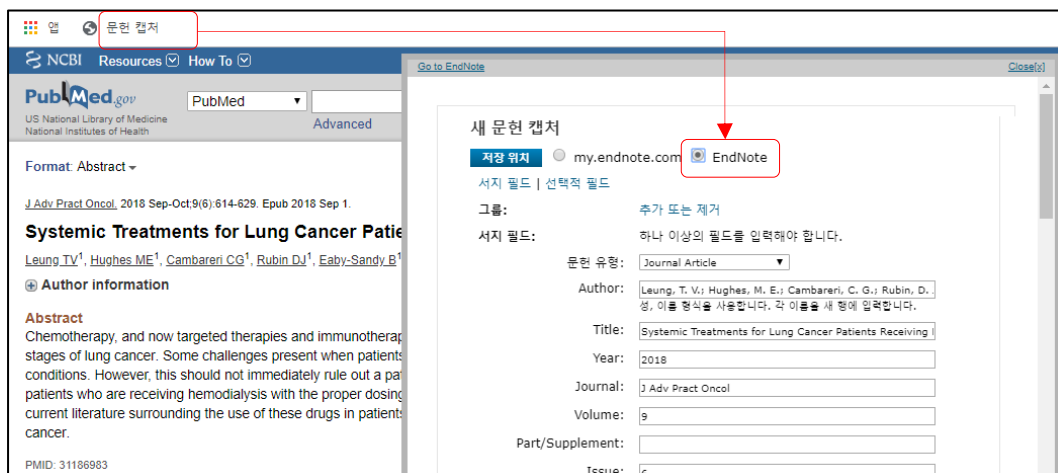 앱 문헌 캡처
NCBI Resources How To
PubMed.gov
US National Library of Medicine
National Institutes of Health
PubMed
Advanced
Format: Abstract
J Adv Pract Oncol. 2018 Sep-Oct;9(6):614-629. Epub 2018 Sep 1.
Systemic Treatments for Lung Cancer Patie
Leung TV1, Hughes ME1, Cambareri CG1, Rubin DJ1, Eaby-Sandy B1
Author information
Abstract
Chemotherapy, and now targeted therapies and immunotherap
stages of lung cancer. Some challenges present when patients
conditions. However, this should not immediately rule out a pa
patients who are receiving hemodialysis with the proper dosing
current literature surrounding the use of these drugs in patients
cancer.
PMID: 31186983
Go to EndNote Close[x]
새 문헌 캡처
저장 위치 my.endnote.com EndNote
서지 필드 | 선택적 필드
그룹: 추가 또는 제거
서지 필드: 하나 이상의 필드를 입력해야 합니다.
문헌 유형: Journal Article
Author: Leung, T. V.; Hughes, M. E.; Cambareri, C. G.; Rubin, D.
성, 이름 형식을 사용합니다. 각 이름을 새 행에 입력합니다.
Title: Systemic Treatments for Lung Cancer Patients Receiving
Year: 2018
Journal: J Adv Pract Oncol
Volume: 9
Part/Supplement:
Issue: